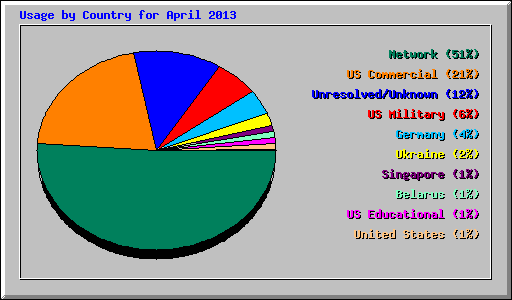 Usage by Country for April 2013
Network (51%)
US Commercial (21%)
Unresolved/Unknown (12%)
US Military (6%)
Germany (4%)
Ukraine (2%)
Singapore (1%)
Belarus (1%)
US Educational (1%)
United States (1%)